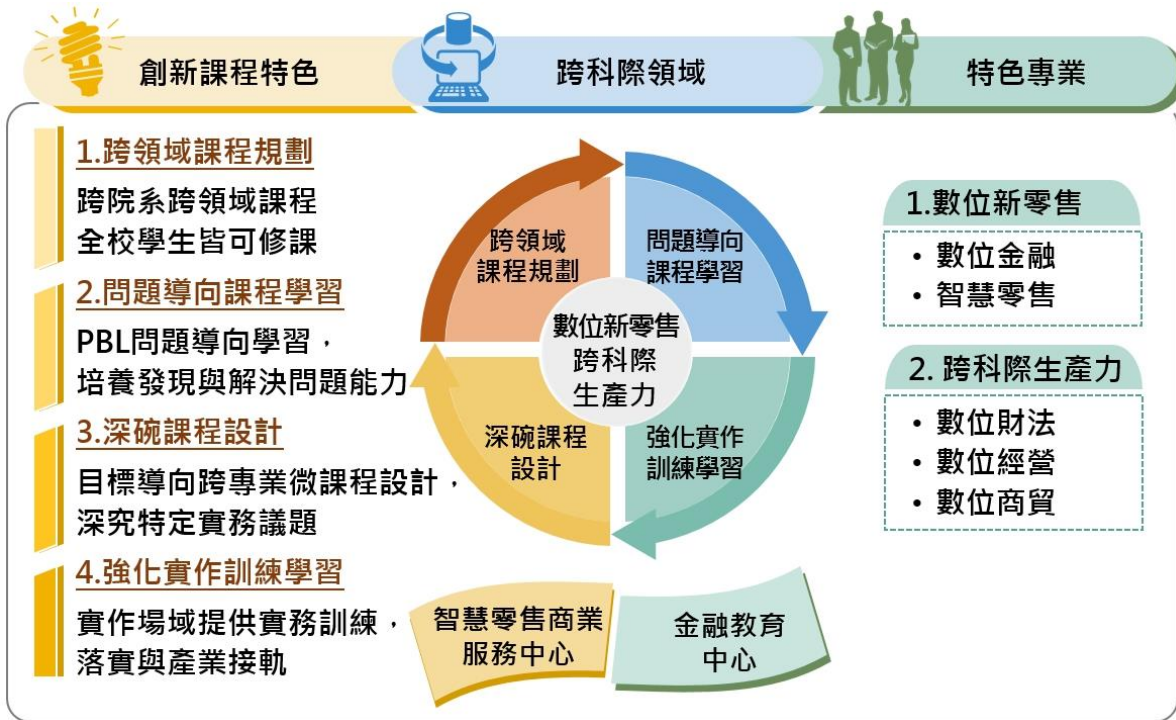 創新課程特色
跨科際領域
特色專業
1.跨領域課程規劃
跨院系跨領域課程
全校學生皆可修課
2.問題導向課程學習
PBL問題導向學習，
培養發現與解決問題能力
3.深碗課程設計
目標導向跨專業微課程設計，
深究特定實務議題
4.強化實作訓練學習
實作場域提供實務訓練，
落實與產業接軌
跨領域
課程規劃
問題導向
課程學習
數位新零售
跨科際
生產力
深碗課程
設計
強化實作
訓練學習
智慧零售商業
服務中心
金融教育
中心
1.數位新零售
• 數位金融
• 智慧零售
2. 跨科際生產力
• 數位財法
• 數位經營
• 數位商貿